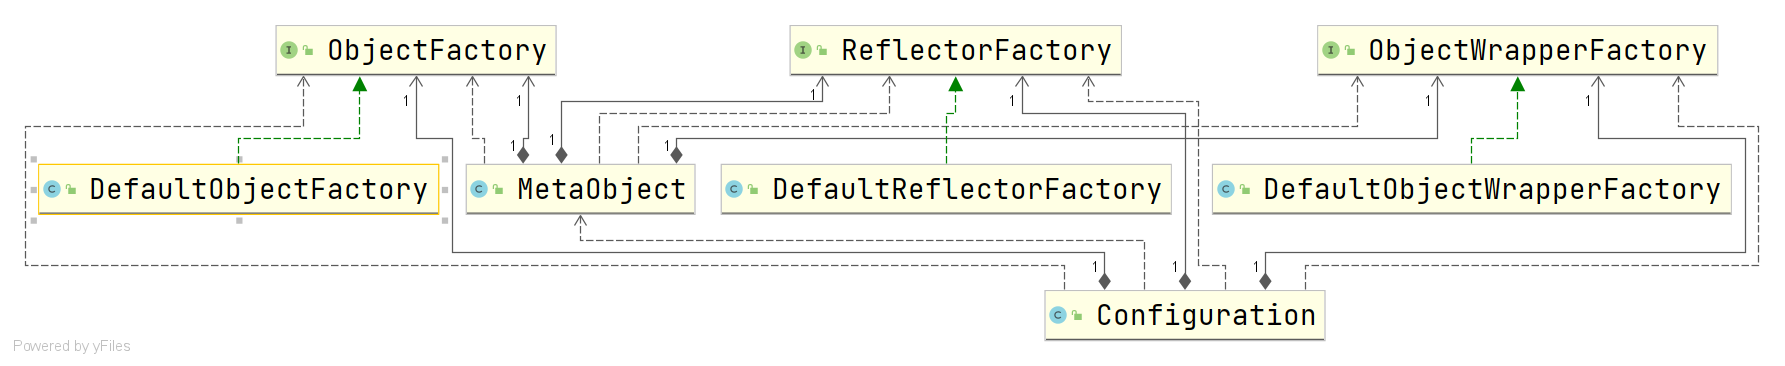 I ObjectFactory
I ReflectorFactory
I ObjectWrapperFactory
1
1
1
1
1
1
1
1
1
C DefaultObjectFactory
C MetaObject
C DefaultReflectorFactory
C DefaultObjectWrapperFactory
1
1
1
C Configuration
Powered by yFiles